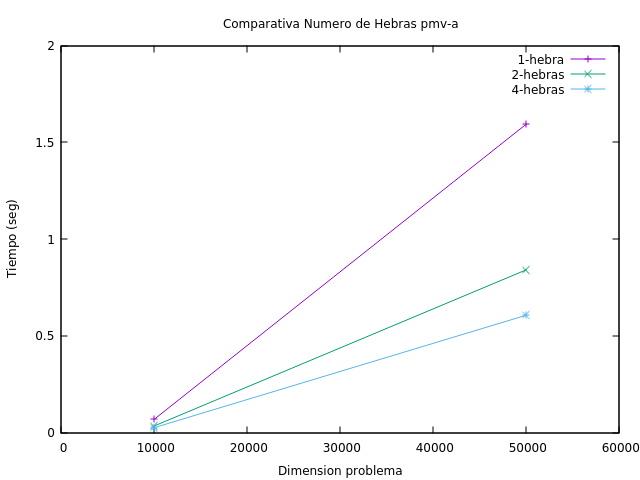 Comparativa Numero de Hebras pmv-a
2
1-hebra
2-hebras
4-hebras
1.5
1
0.5
0
Tiempo (seg)
0 10000 20000 30000 40000 50000 60000
Dimension problema